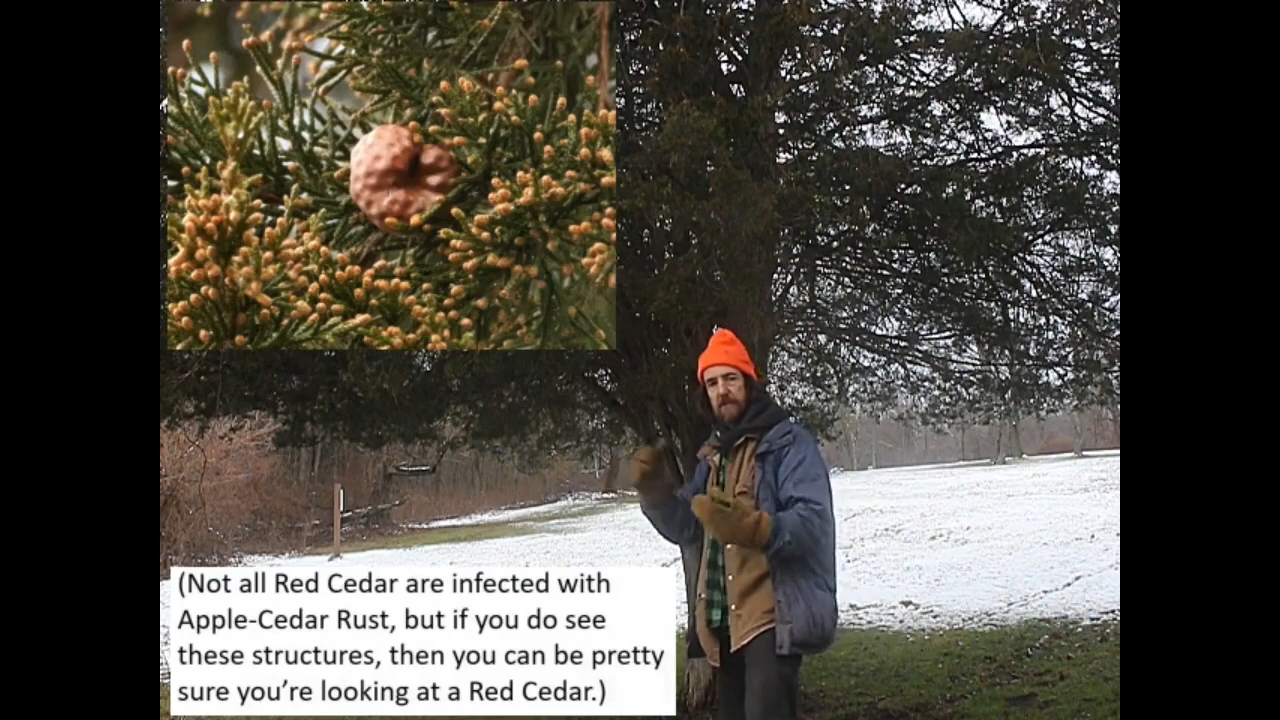 (Not all Red Cedar are infected with
Apple-Cedar Rust, but if you do see
these structures, then you can be pretty
sure you’re looking at a Red Cedar.)